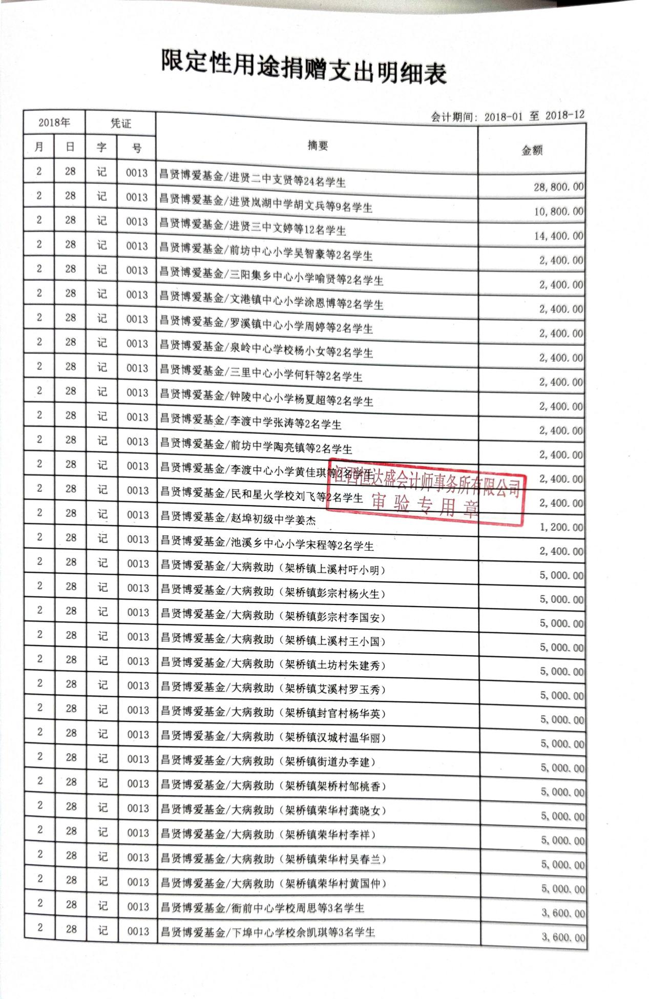 限定性用途捐赠支出明细表
会计期间: 2018-01 至 2018-12
2018年 凭证 摘要 金额
月 日 字 号
2 28 记 0013 昌贤博爱基金/进贤二中支贤等24名学生 28,800.00
2 28 记 0013 昌贤博爱基金/进贤岚湖中学胡文兵等9名学生 10,800.00
2 28 记 0013 昌贤博爱基金/进贤三中文婷等12名学生 14,400.00
2 28 记 0013 昌贤博爱基金/前坊中心小学吴智豪等2名学生 2,400.00
2 28 记 0013 昌贤博爱基金/三阳集乡中心小学喻贤等2名学生 2,400.00
2 28 记 0013 昌贤博爱基金/文港镇中心小学涂恩博等2名学生 2,400.00
2 28 记 0013 昌贤博爱基金/罗溪镇中心小学周婷等2名学生 2,400.00
2 28 记 0013 昌贤博爱基金/泉岭中心学校杨小女等2名学生 2,400.00
2 28 记 0013 昌贤博爱基金/三里中心小学何轩等2名学生 2,400.00
2 28 记 0013 昌贤博爱基金/钟陵中心小学杨夏超等2名学生 2,400.00
2 28 记 0013 昌贤博爱基金/李渡中学张涛等2名学生 2,400.00
2 28 记 0013 昌贤博爱基金/前坊中学陶亮镇等2名学生 2,400.00
2 28 记 0013 昌贤博爱基金/李渡中心小学黄佳琪等2名学生 2,400.00
江西恒达盛会计师事务所有限公司
2 28 记 0013 昌贤博爱基金/民和星火学校刘飞等2名学生 2,400.00
审验专用章
2 28 记 0013 昌贤博爱基金/赵埠初级中学姜杰 1,200.00
2 28 记 0013 昌贤博爱基金/池溪乡中心小学宋程等2名学生 2,400.00
2 28 记 0013 昌贤博爱基金/大病救助（架桥镇上溪村吁小明） 5,000.00
2 28 记 0013 昌贤博爱基金/大病救助（架桥镇彭宗村杨火生） 5,000.00
2 28 记 0013 昌贤博爱基金/大病救助（架桥镇彭宗村李国安） 5,000.00
2 28 记 0013 昌贤博爱基金/大病救助（架桥镇上溪村王小国） 5,000.00
2 28 记 0013 昌贤博爱基金/大病救助（架桥镇土坊村朱建秀） 5,000.00
2 28 记 0013 昌贤博爱基金/大病救助（架桥镇艾溪村罗玉秀） 5,000.00
2 28 记 0013 昌贤博爱基金/大病救助（架桥镇封官村杨华英） 5,000.00
2 28 记 0013 昌贤博爱基金/大病救助（架桥镇汉城村温华丽） 5,000.00
2 28 记 0013 昌贤博爱基金/大病救助（架桥镇街道办李建） 5,000.00
2 28 记 0013 昌贤博爱基金/大病救助（架桥镇架桥村邹桃香） 5,000.00
2 28 记 0013 昌贤博爱基金/大病救助（架桥镇荣华村龚晓女） 5,000.00
2 28 记 0013 昌贤博爱基金/大病救助（架桥镇荣华村李祥） 5,000.00
2 28 记 0013 昌贤博爱基金/大病救助（架桥镇荣华村吴春兰） 5,000.00
2 28 记 0013 昌贤博爱基金/大病救助（架桥镇荣华村黄国仲） 5,000.00
2 28 记 0013 昌贤博爱基金/衙前中心学校周思等3名学生 3,600.00
2 28 记 0013 昌贤博爱基金/下埠中心学校余凯琪等3名学生 3,600.00